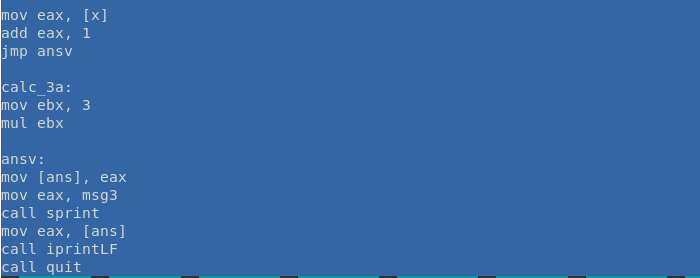 mov eax, [x]
add eax, 1
jmp ansv
calc_3a:
mov ebx, 3
mul ebx
ansv:
mov [ans], eax
mov eax, msg3
call sprint
mov eax, [ans]
call iprintLF
call quit